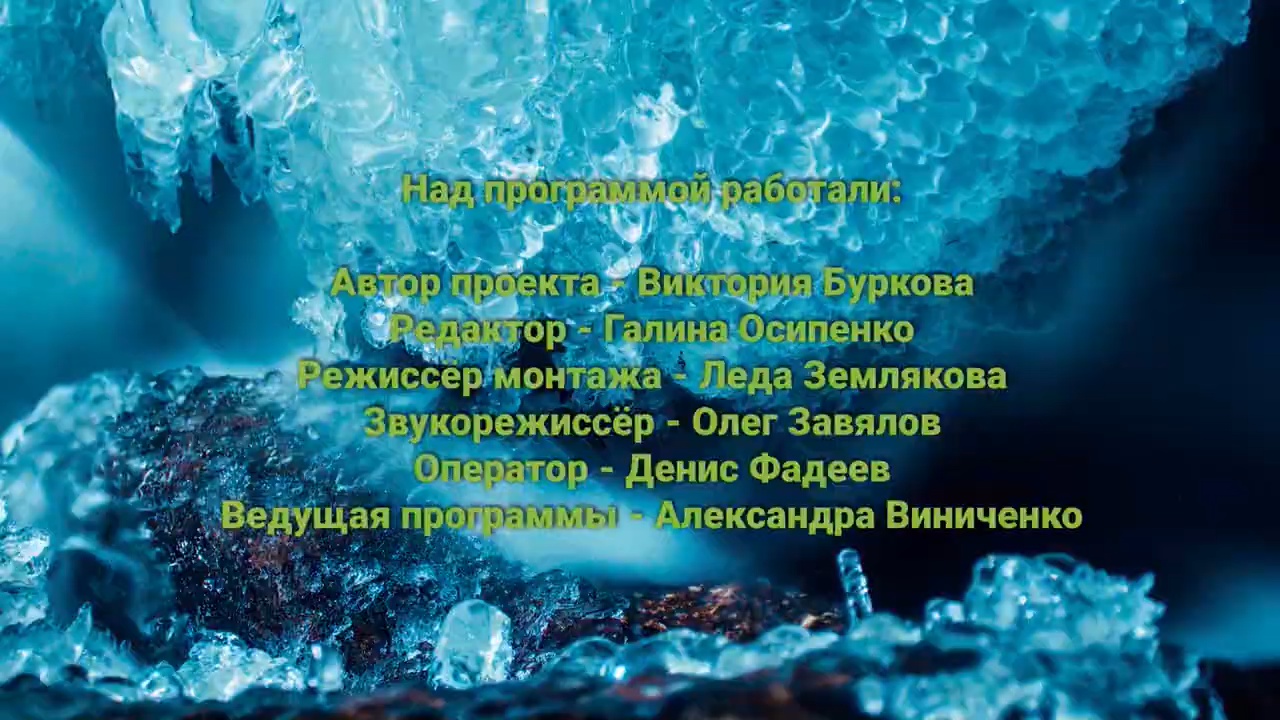 Над программой работали:
Автор проекта - Виктория Буркова
Редактор - Галина Осипенко
Режиссёр монтажа - Леда Землякова
Звукорежиссёр - Олег Завялов
Оператор - Денис Фадеев
Ведущая программы - Александра Виниченко